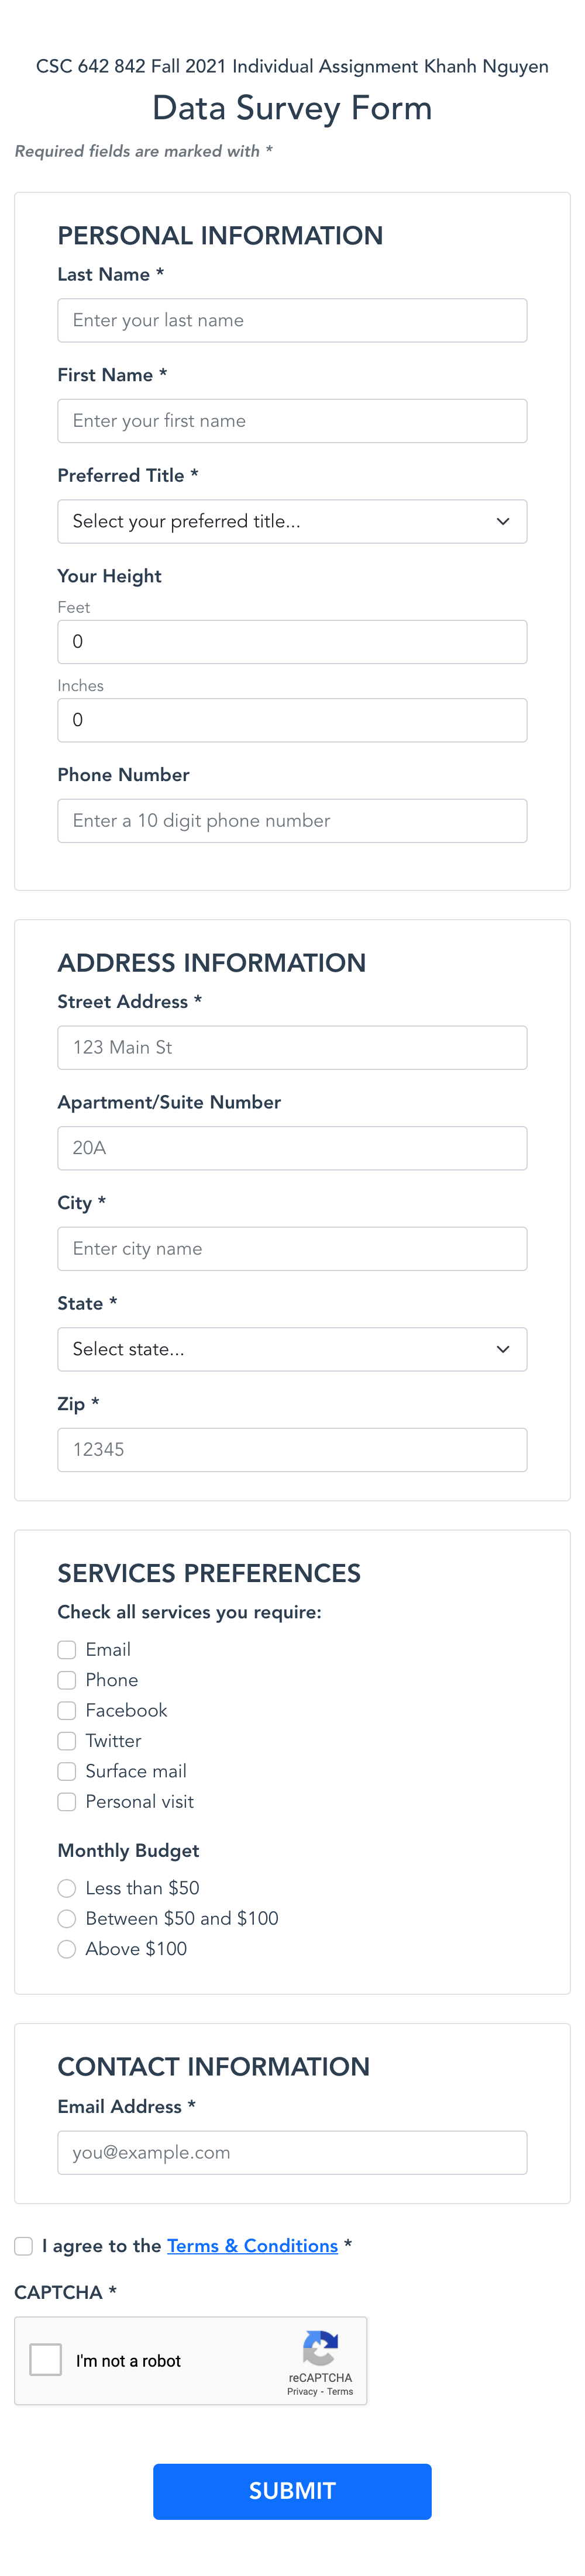 CSC 642 842 Fall 2021 Individual Assignment Khanh Nguyen
Data Survey Form
Required fields are marked with *
PERSONAL INFORMATION
Last Name *
Enter your last name
First Name *
Enter your first name
Preferred Title *
Select your preferred title...
Your Height
Feet
0
Inches
0
Phone Number
Enter a 10 digit phone number
ADDRESS INFORMATION
Street Address *
123 Main St
Apartment/Suite Number
20A
City *
Enter city name
State *
Select state...
Zip *
12345
SERVICES PREFERENCES
Check all services you require:
Email
Phone
Facebook
Twitter
Surface mail
Personal visit
Monthly Budget
Less than $50
Between $50 and $100
Above $100
CONTACT INFORMATION
Email Address *
you@example.com
I agree to the Terms & Conditions *
CAPTCHA *
I'm not a robot
reCAPTCHA
Privacy - Terms
SUBMIT